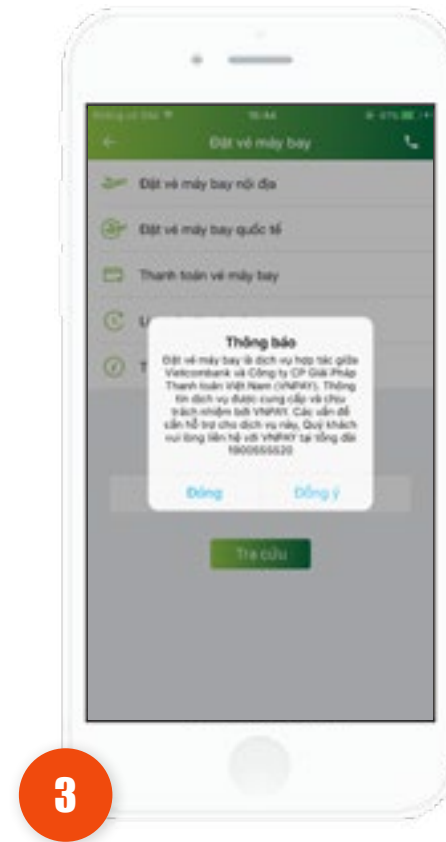 15:44
Đặt vé máy bay
Đặt vé máy bay nội địa
Đặt vé máy bay quốc tế
Thanh toán vé máy bay
L
T
Thông báo
Đặt vé máy bay là dịch vụ hợp tác giữa
Vietcombank và Công ty CP Giải Pháp
Thanh toán Việt Nam (VNPAY). Thông
tin dịch vụ được cung cấp và chịu
trách nhiệm bởi VNPAY. Các vấn đề
cần hỗ trợ cho dịch vụ này, Quý khách
vui lòng liên hệ với VNPAY tại tổng đài
1900555520
Đóng
Đồng ý
Tra cứu
3